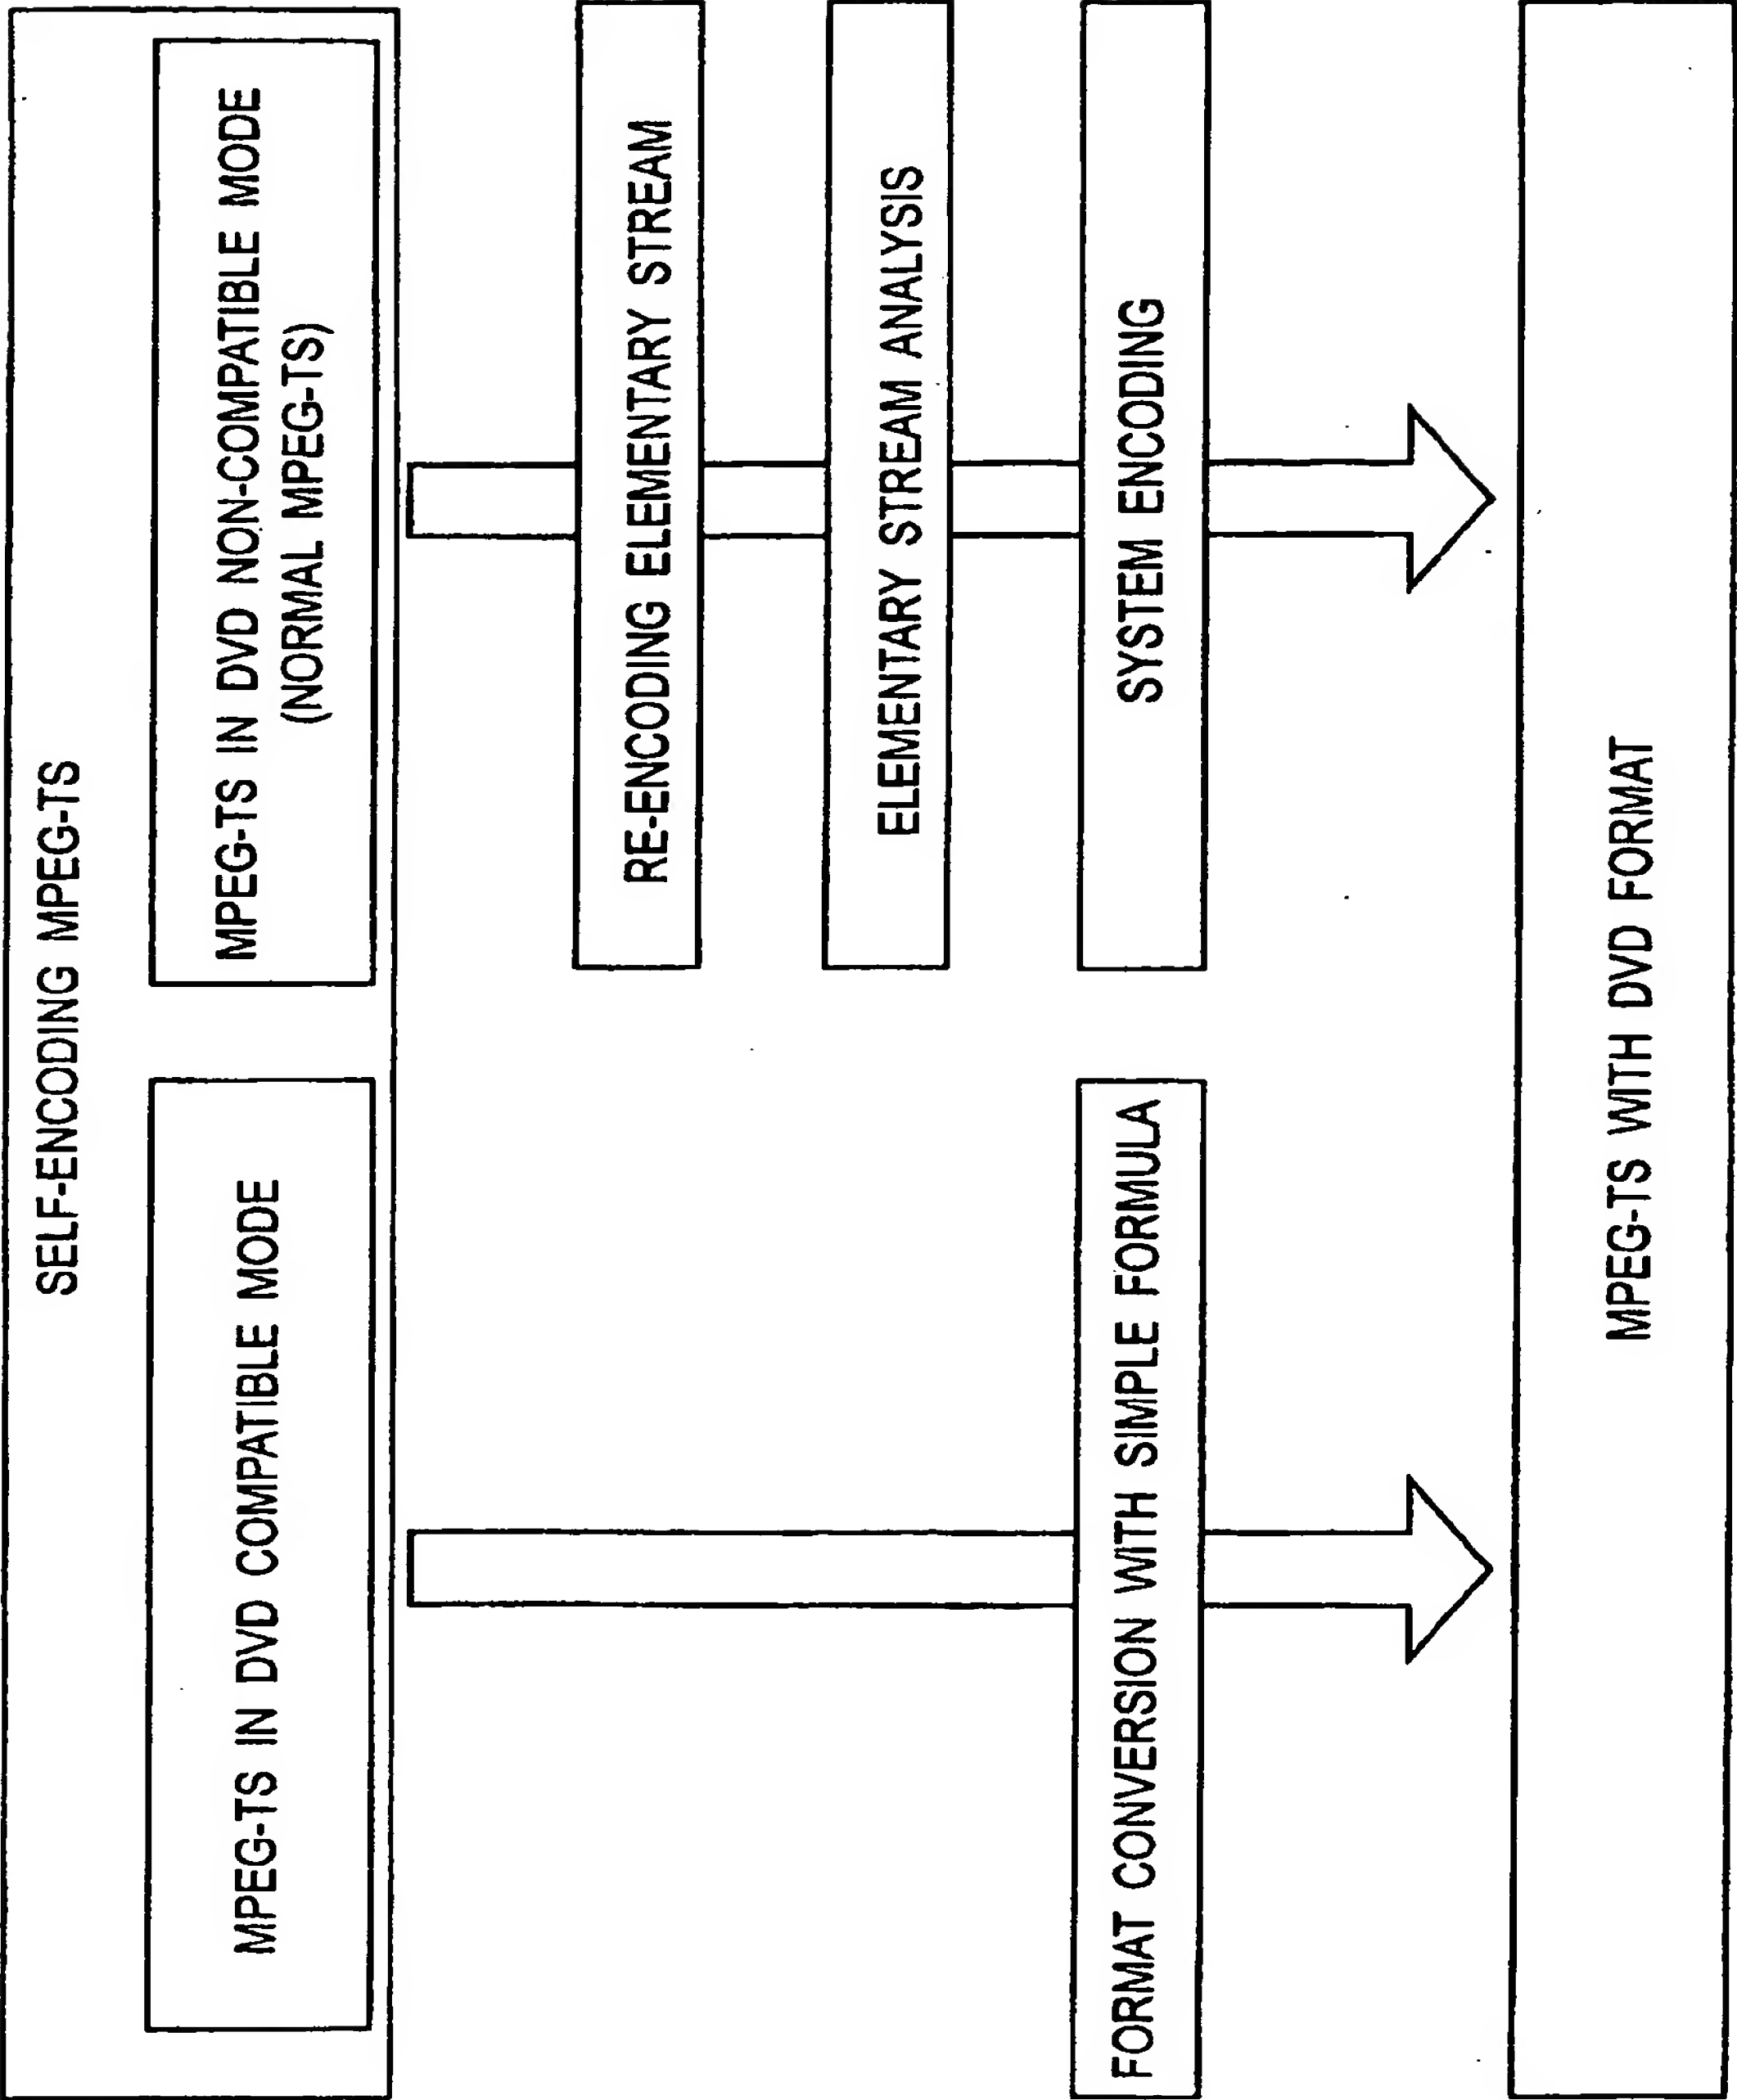 SELF-ENCODING MPEG-TS
MPEG-TS IN DVD COMPATIBLE MODE
MPEG-TS IN DVD NON-COMPATIBLE MODE
(NORMAL MPEG-TS)
RE-ENCODING ELEMENTARY STREAM
ELEMENTARY STREAM ANALYSIS
FORMAT CONVERSION WITH SIMPLE FORMULA
SYSTEM ENCODING
MPEG-TS WITH DVD FORMAT